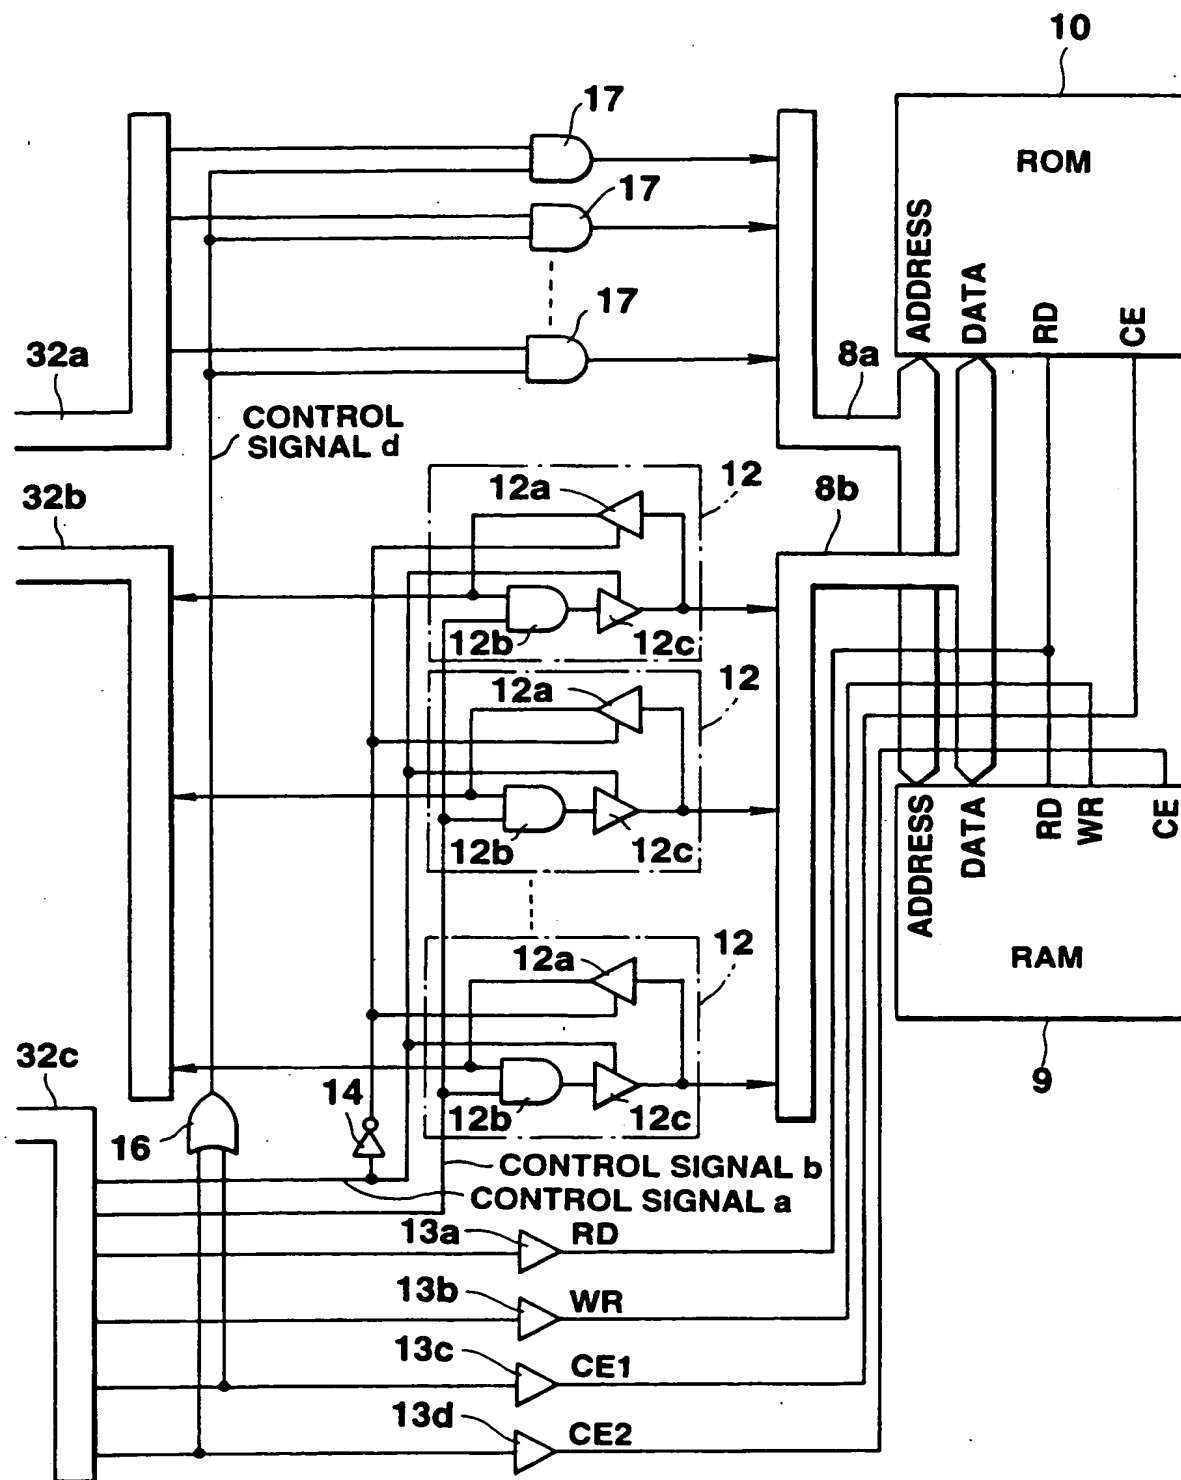 10
17
ROM
17
ADDRESS
DATA
RD
CE
17
32a
8a
CONTROL
SIGNAL d
32b
12a
12
8b
12b
12c
12a
12
12b
12c
ADDRESS
DATA
RD
WR
CE
12a
12
RAM
32c
14
9
12b
12c
16
CONTROL SIGNAL b
CONTROL SIGNAL a
13a
RD
13b
WR
13c
CE1
13d
CE2